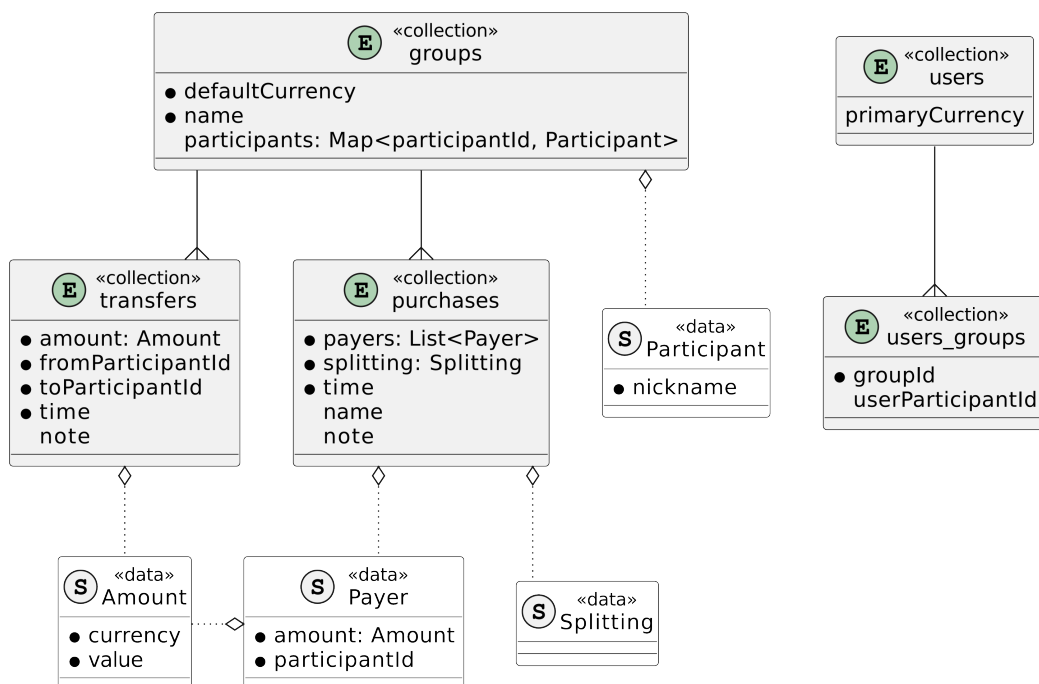 «collection»
E
groups
● defaultCurrency
● name
participants: Map<participantId, Participant>
«collection»
E
users
primaryCurrency
«collection»
E
transfers
● amount: Amount
● fromParticipantId
● toParticipantId
● time
note
«collection»
E
purchases
● payers: List<Payer>
● splitting: Splitting
● time
name
note
«data»
S
Participant
● nickname
«collection»
E
users_groups
● groupId
userParticipantId
«data»
S
Amount
● currency
● value
«data»
S
Payer
● amount: Amount
● participantId
«data»
S
Splitting